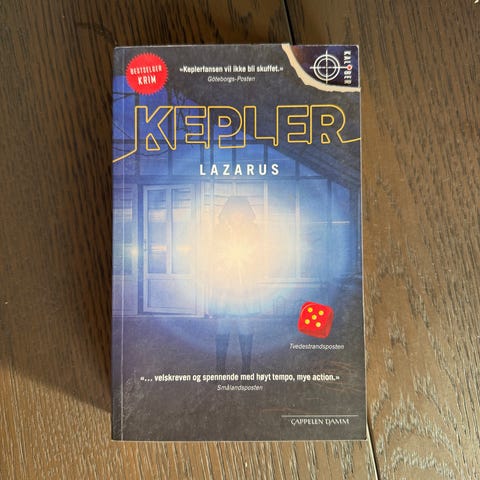 BESTSELGER
KRIM
»Keplerfansen vil ikke bli skuffet.«
Göteborgs-Posten
KALIBER
KEPLER
LAZARUS
Tvedestrandsposten
»... velskreven og spennende med høyt tempo, mye action.»
Smålandsposten
CAPPELEN DAMM